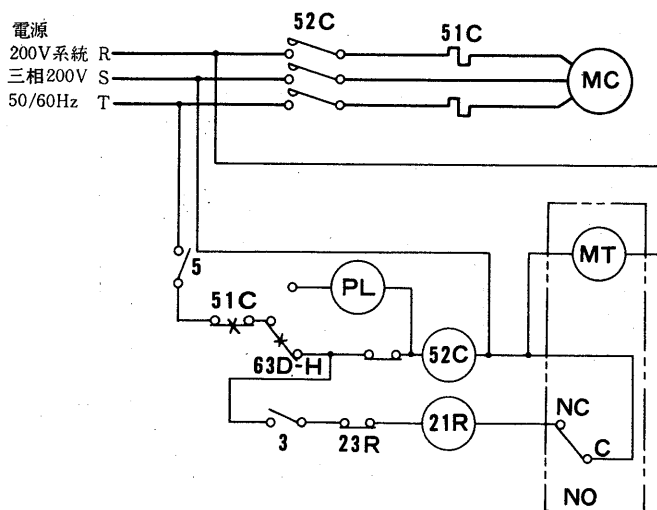 電源
200V系統 R
三相200V S
50/60Hz T
52C
51C
MC
5
51C
PL
63D-H
52C
MT
3
23R
21R
NC
C
NO